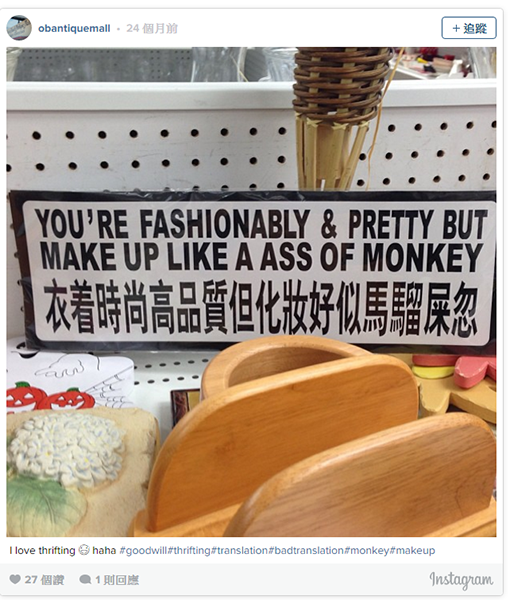 obantiquemall • 24 個月前
+ 追蹤
YOU'RE FASHIONABLY & PRETTY BUT
MAKE UP LIKE A ASS OF MONKEY
衣着時尚高品質但化妝好似馬騮屎忽
I love thrifting 😆 haha #goodwill#thrifting#translation#badtranslation#monkey#makeup
27 個讚 1 則回應
Instagram